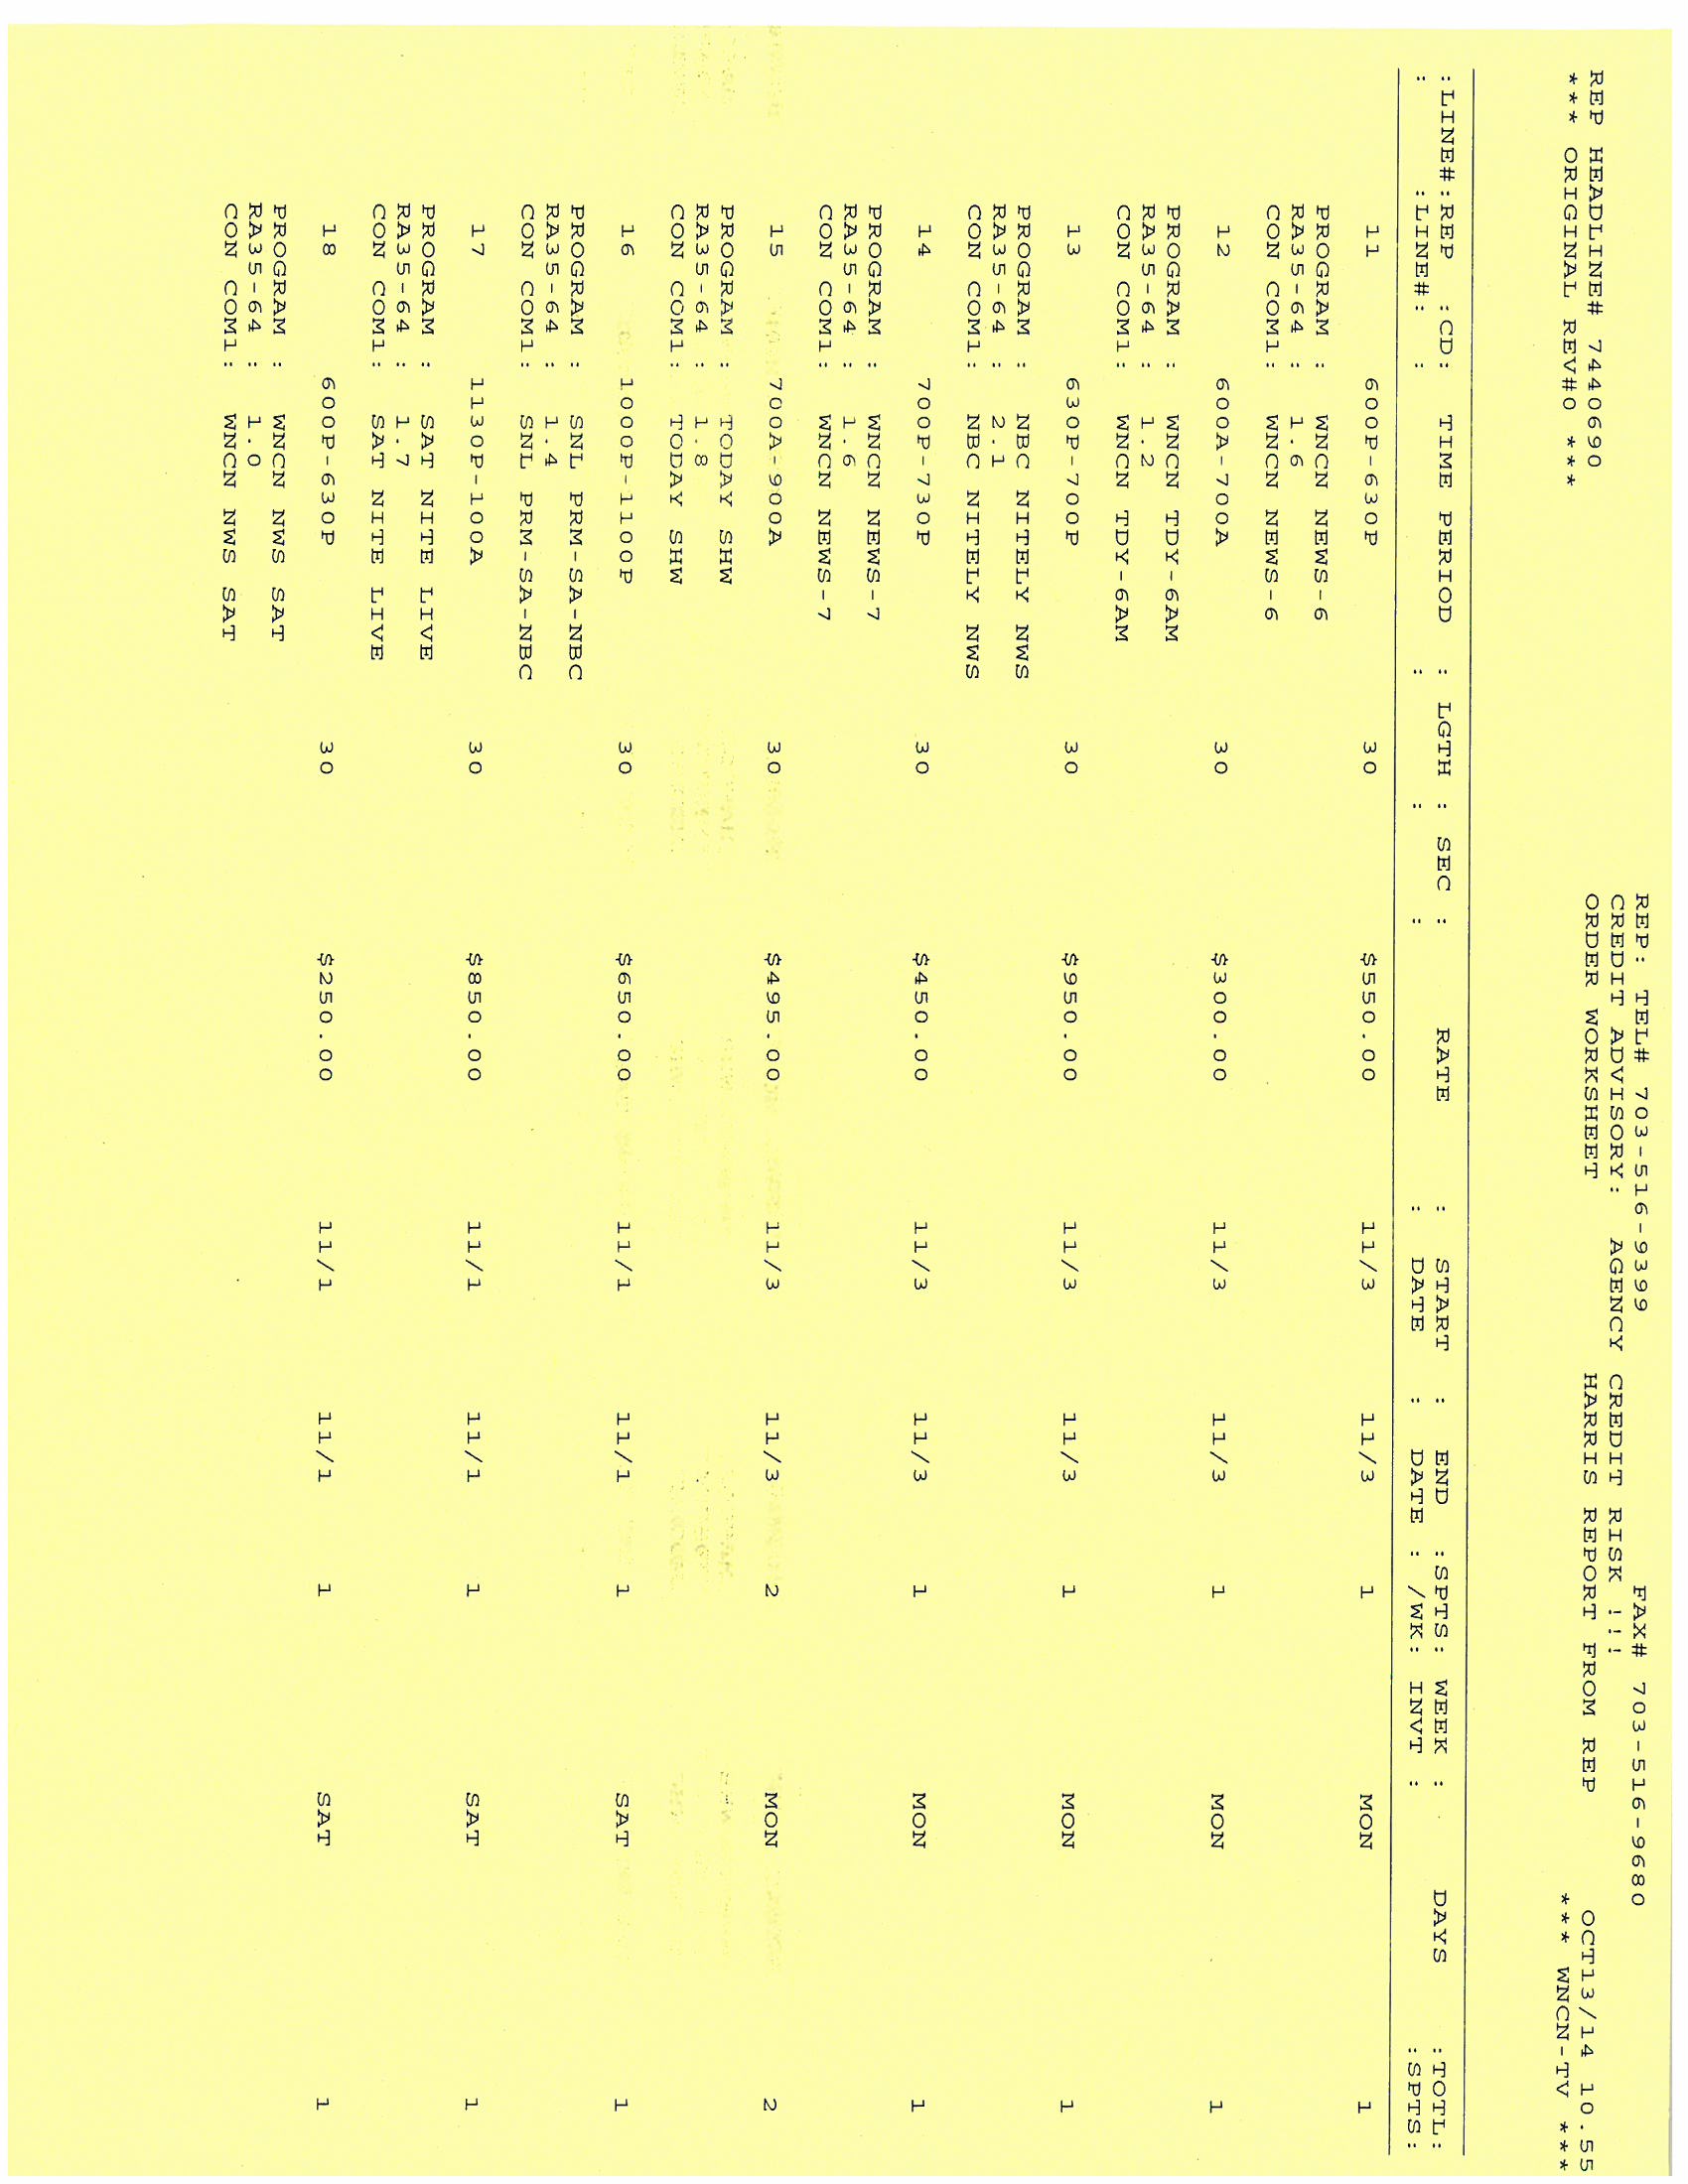 REP: TEL# 703-516-9399 FAX# 703-516-9680
CREDIT ADVISORY: AGENCY CREDIT RISK !!!
REP HEADLINE# 7440690 ORDER WORKSHEET HARRIS REPORT FROM REP OCT13/14 10.55
*** ORIGINAL REV#0 *** *** WNCN-TV ***
:LINE#:REP :CD: TIME PERIOD : LGTH : SEC : RATE : START : END :SPTS: WEEK : DAYS :TOTL:
: :LINE#: : : : : DATE : DATE : /WK: INVT : :SPTS:
11 600P-630P 30 $550.00 11/3 11/3 1 MON 1
PROGRAM : WNCN NEWS-6
RA35-64 : 1.6
CON COM1: WNCN NEWS-6
12 600A-700A 30 $300.00 11/3 11/3 1 MON 1
PROGRAM : WNCN TDY-6AM
RA35-64 : 1.2
CON COM1: WNCN TDY-6AM
13 630P-700P 30 $950.00 11/3 11/3 1 MON 1
PROGRAM : NBC NITELY NWS
RA35-64 : 2.1
CON COM1: NBC NITELY NWS
14 700P-730P 30 $450.00 11/3 11/3 1 MON 1
PROGRAM : WNCN NEWS-7
RA35-64 : 1.6
CON COM1: WNCN NEWS-7
15 700A-900A 30 $495.00 11/3 11/3 2 MON 2
PROGRAM : TODAY SHW
RA35-64 : 1.8
CON COM1: TODAY SHW
16 1000P-1100P 30 $650.00 11/1 11/1 1 SAT 1
PROGRAM : SNL PRM-SA-NBC
RA35-64 : 1.4
CON COM1: SNL PRM-SA-NBC
17 1130P-100A 30 $850.00 11/1 11/1 1 SAT 1
PROGRAM : SAT NITE LIVE
RA35-64 : 1.7
CON COM1: SAT NITE LIVE
18 600P-630P 30 $250.00 11/1 11/1 1 SAT 1
PROGRAM : WNCN NWS SAT
RA35-64 : 1.0
CON COM1: WNCN NWS SAT